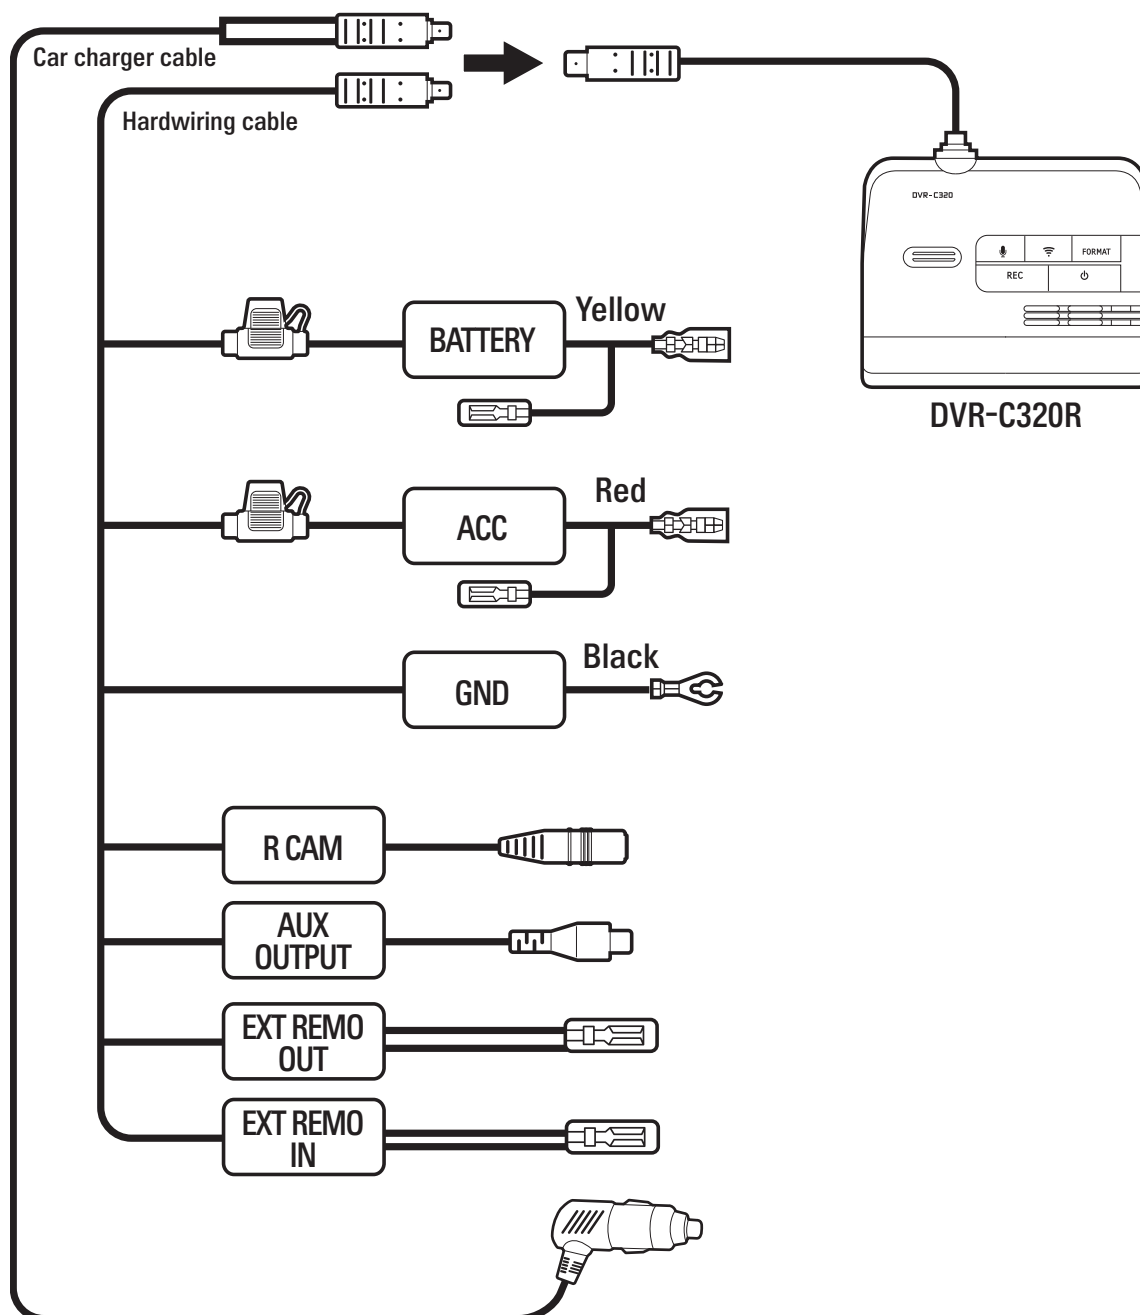 Car charger cable
Hardwiring cable
DVR-C320
FORMAT
REC
DVR-C320R
BATTERY
Yellow
ACC
Red
GND
Black
R CAM
AUX
OUTPUT
EXT REMO
OUT
EXT REMO
IN